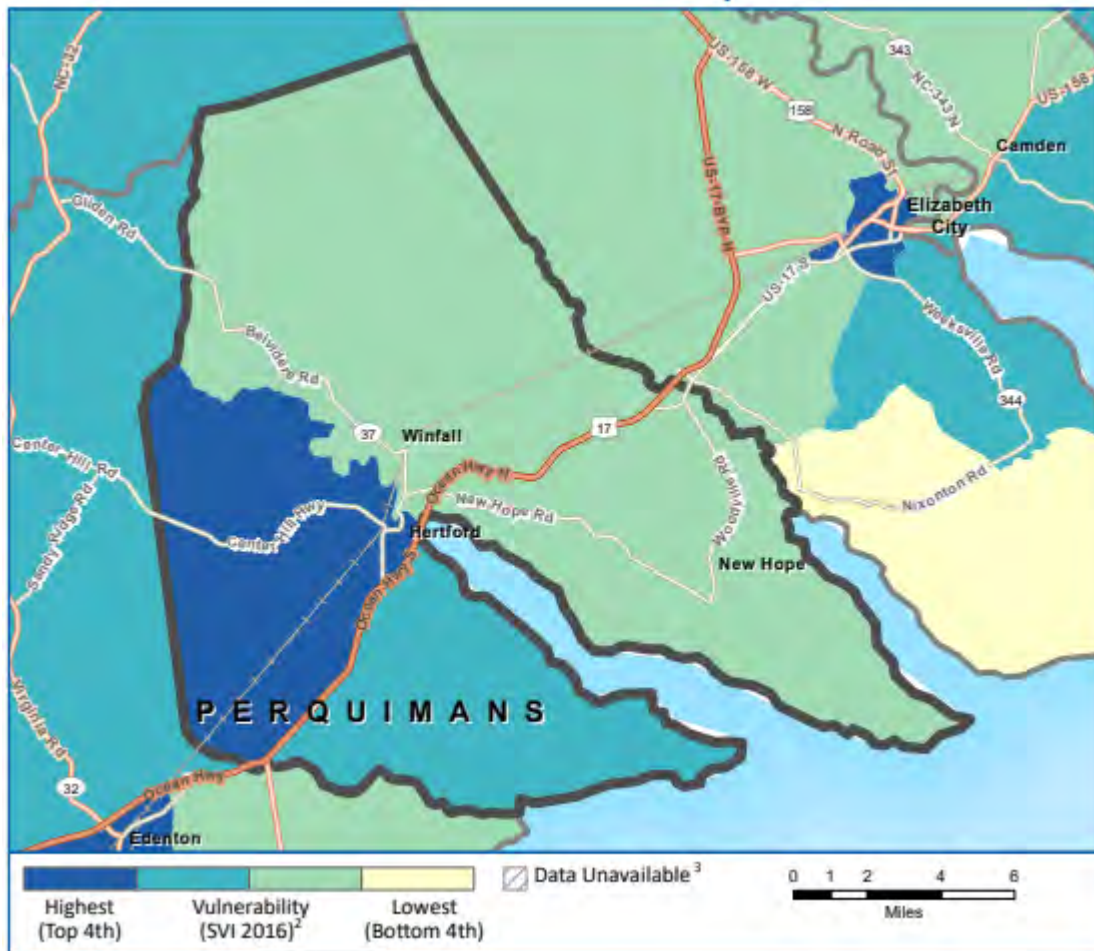 NC-32
US-158 W
343
NC-343 N
US-158
158
N Road St
Camden
Gliden Rd
US-17-BYP N
Elizabeth
City
US-17-S
Weeksville Rd
Belvidere Rd
344
37
Winfall
17
Center-Hill Rd
Ocean Hwy N
Woodville Rd
Nixonton Rd
Sandy Ridge Rd
Center-Hill Hwy
New Hope Rd
Hertford
New Hope
Ocean-Hwy S
PERQUIMANS
Virginia Rd
32
Ocean Hwy
Edenton
Data Unavailable 3
0 1 2 4 6
Miles
Highest Vulnerability Lowest
(Top 4th) (SVI 2016)2 (Bottom 4th)